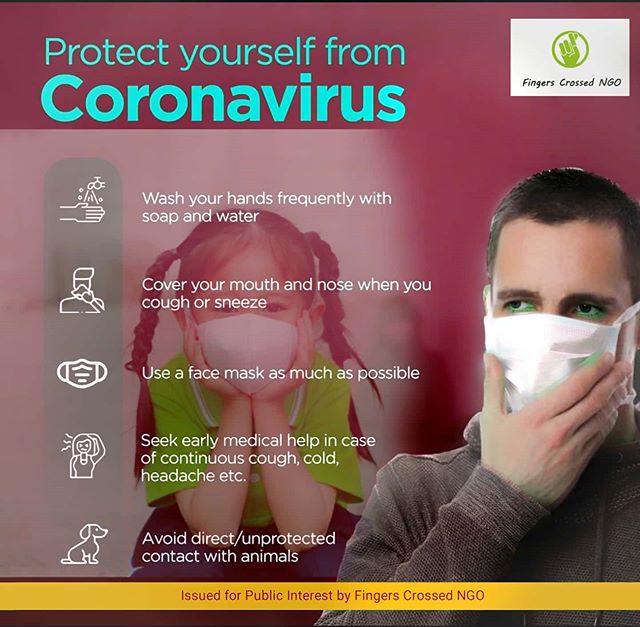 Protect yourself from
Coronavirus
Fingers Crossed NGO
Wash your hands frequently with
soap and water
Cover your mouth and nose when you
cough or sneeze
Use a face mask as much as possible
Seek early medical help in case
of continuous cough, cold,
headache etc.
Avoid direct/unprotected
contact with animals
Issued for Public Interest by Fingers Crossed NGO